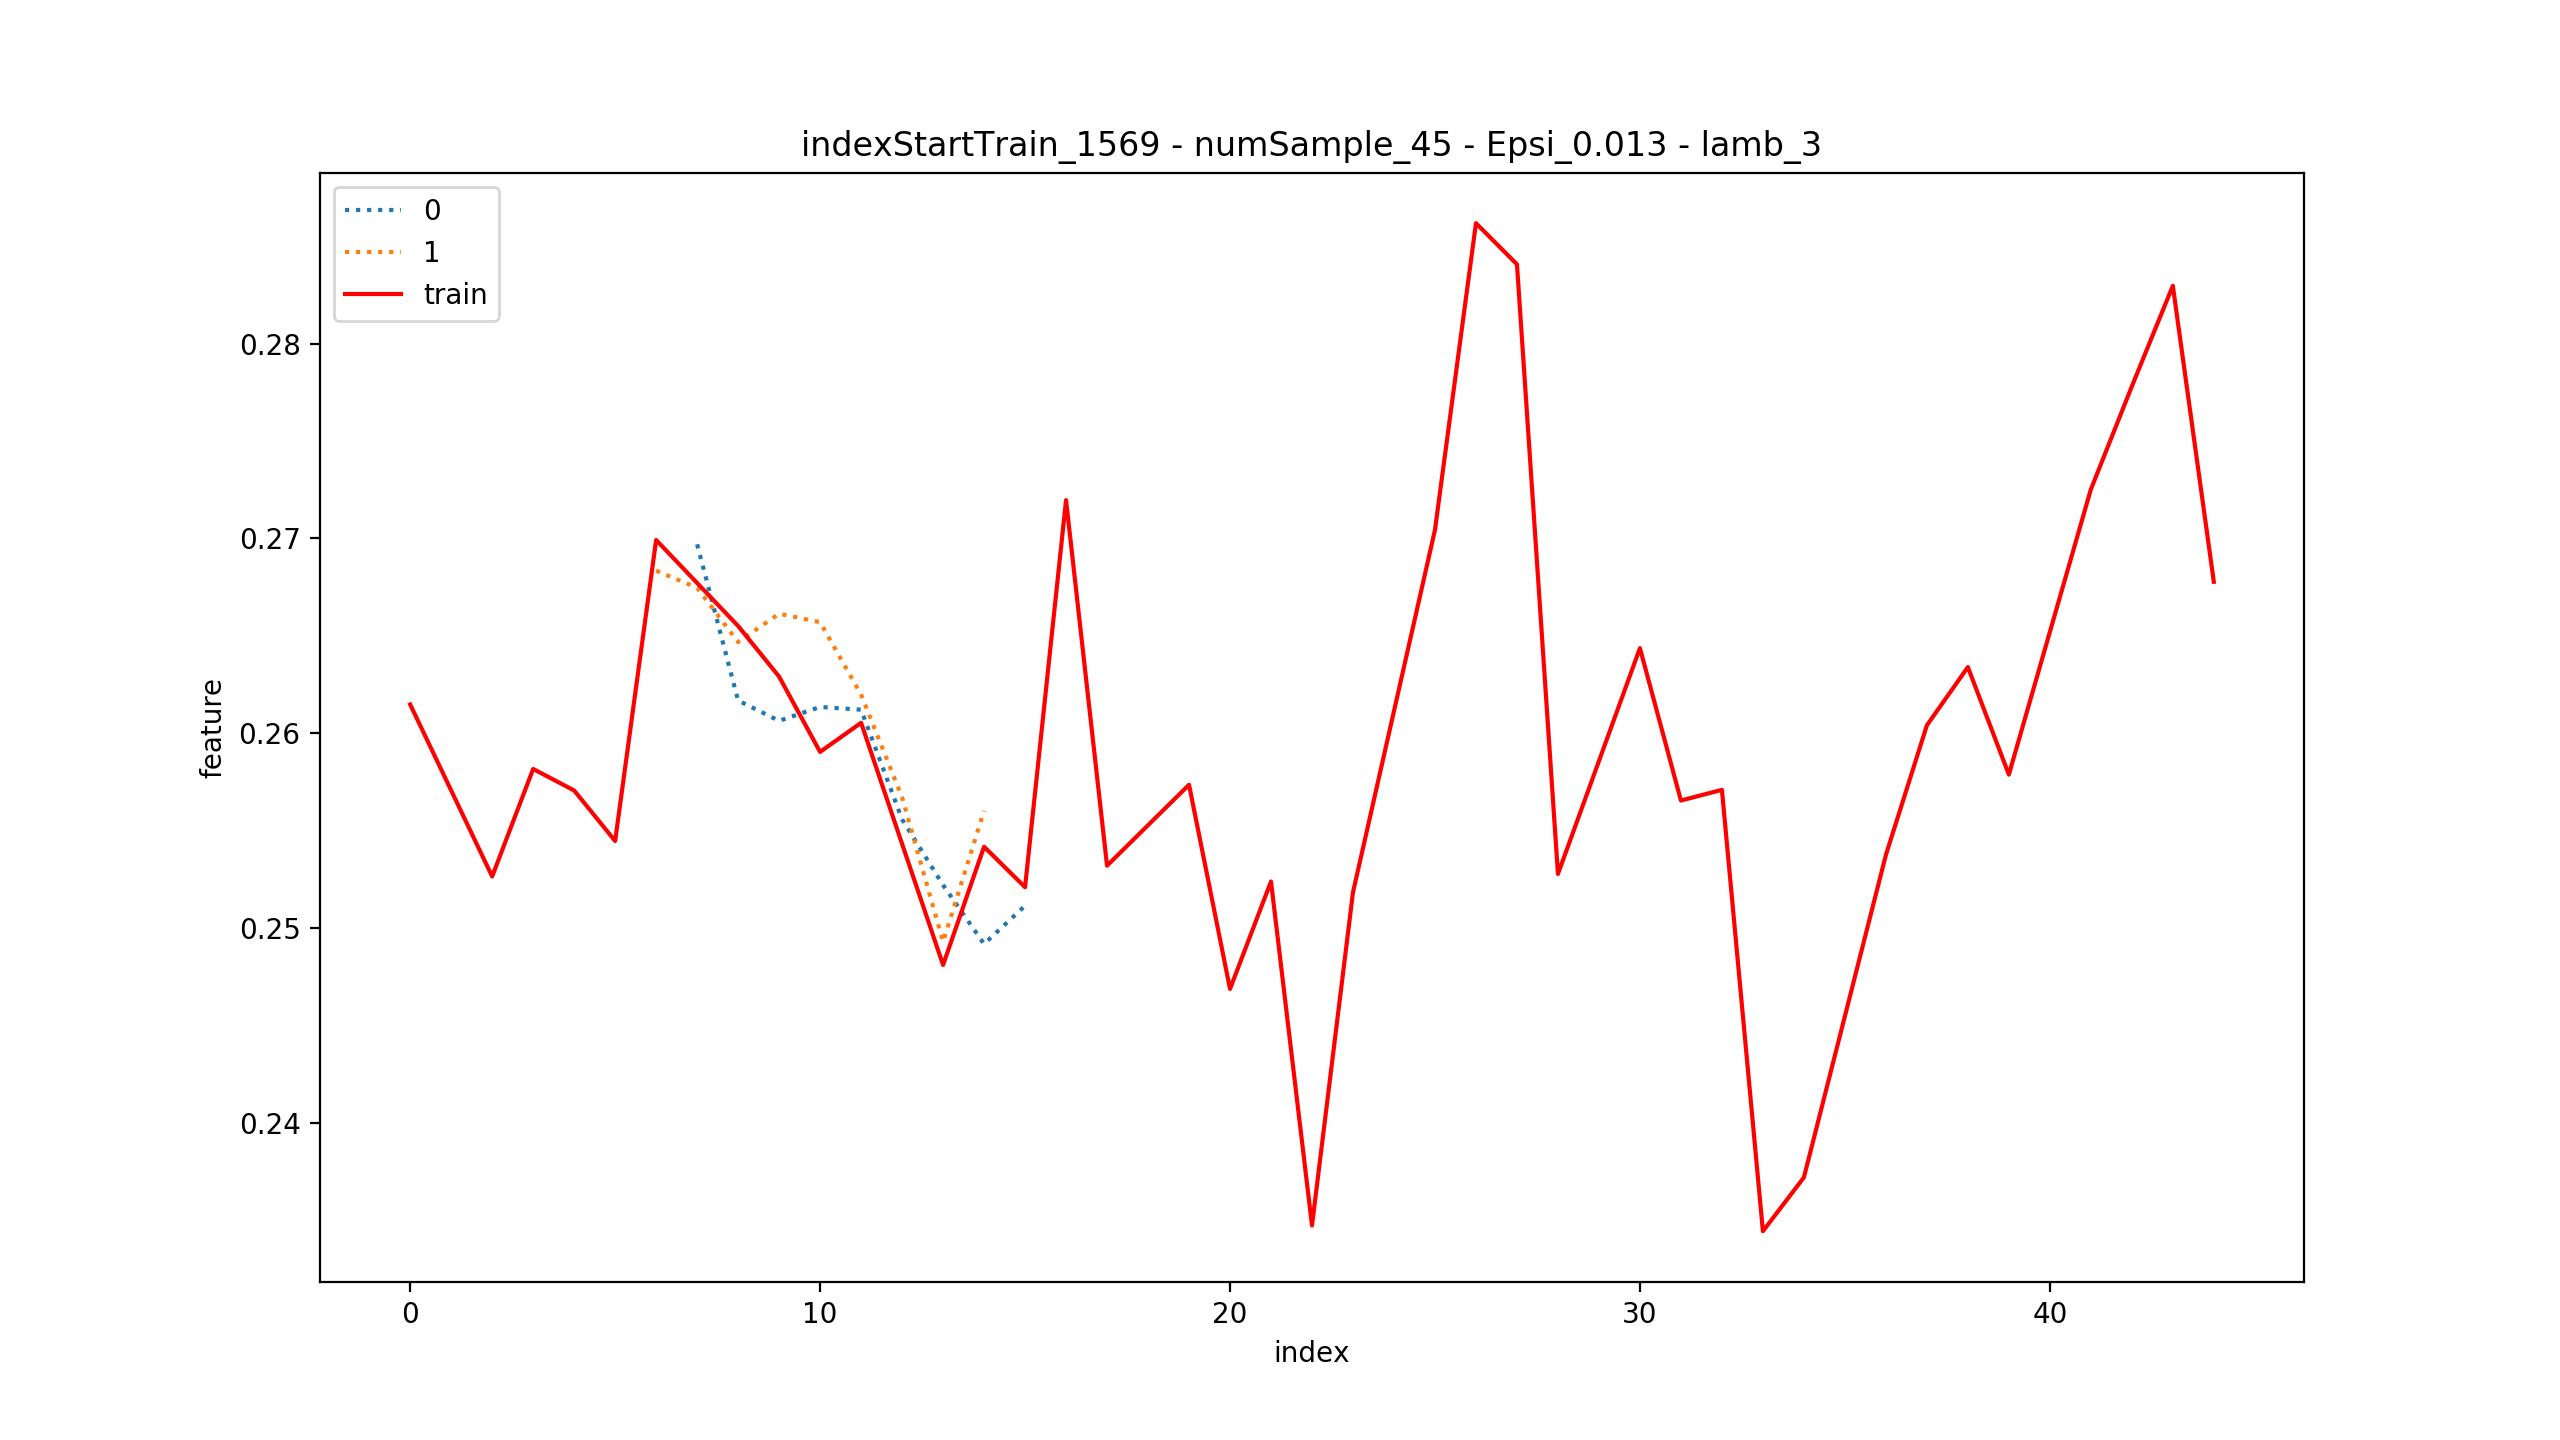 indexStartTrain_1569 - numSample_45 - Epsi_0.013 - lamb_3
0
1
train
0.28
0.27
0.26
0.25
0.24
feature
0 10 20 30 40
index